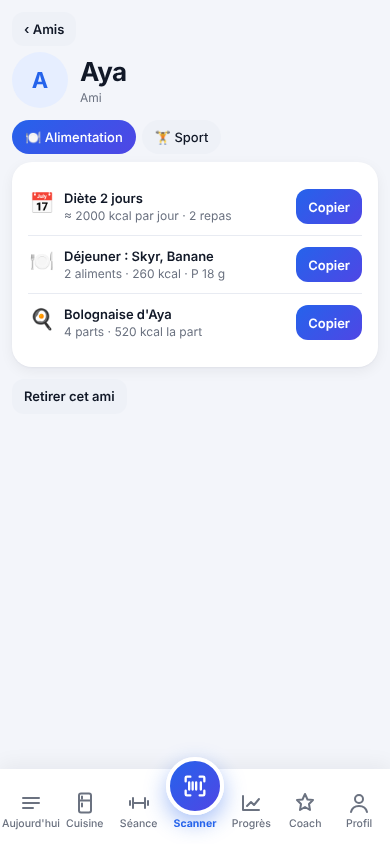 ‹ Amis
A
Aya
Ami
Alimentation
Sport
Diète 2 jours
≈ 2000 kcal par jour · 2 repas
Copier
Déjeuner : Skyr, Banane
2 aliments · 260 kcal · P 18 g
Copier
Bolognaise d'Aya
4 parts · 520 kcal la part
Copier
Retirer cet ami
Aujourd'hui
Cuisine
Séance
Scanner
Progrès
Coach
Profil